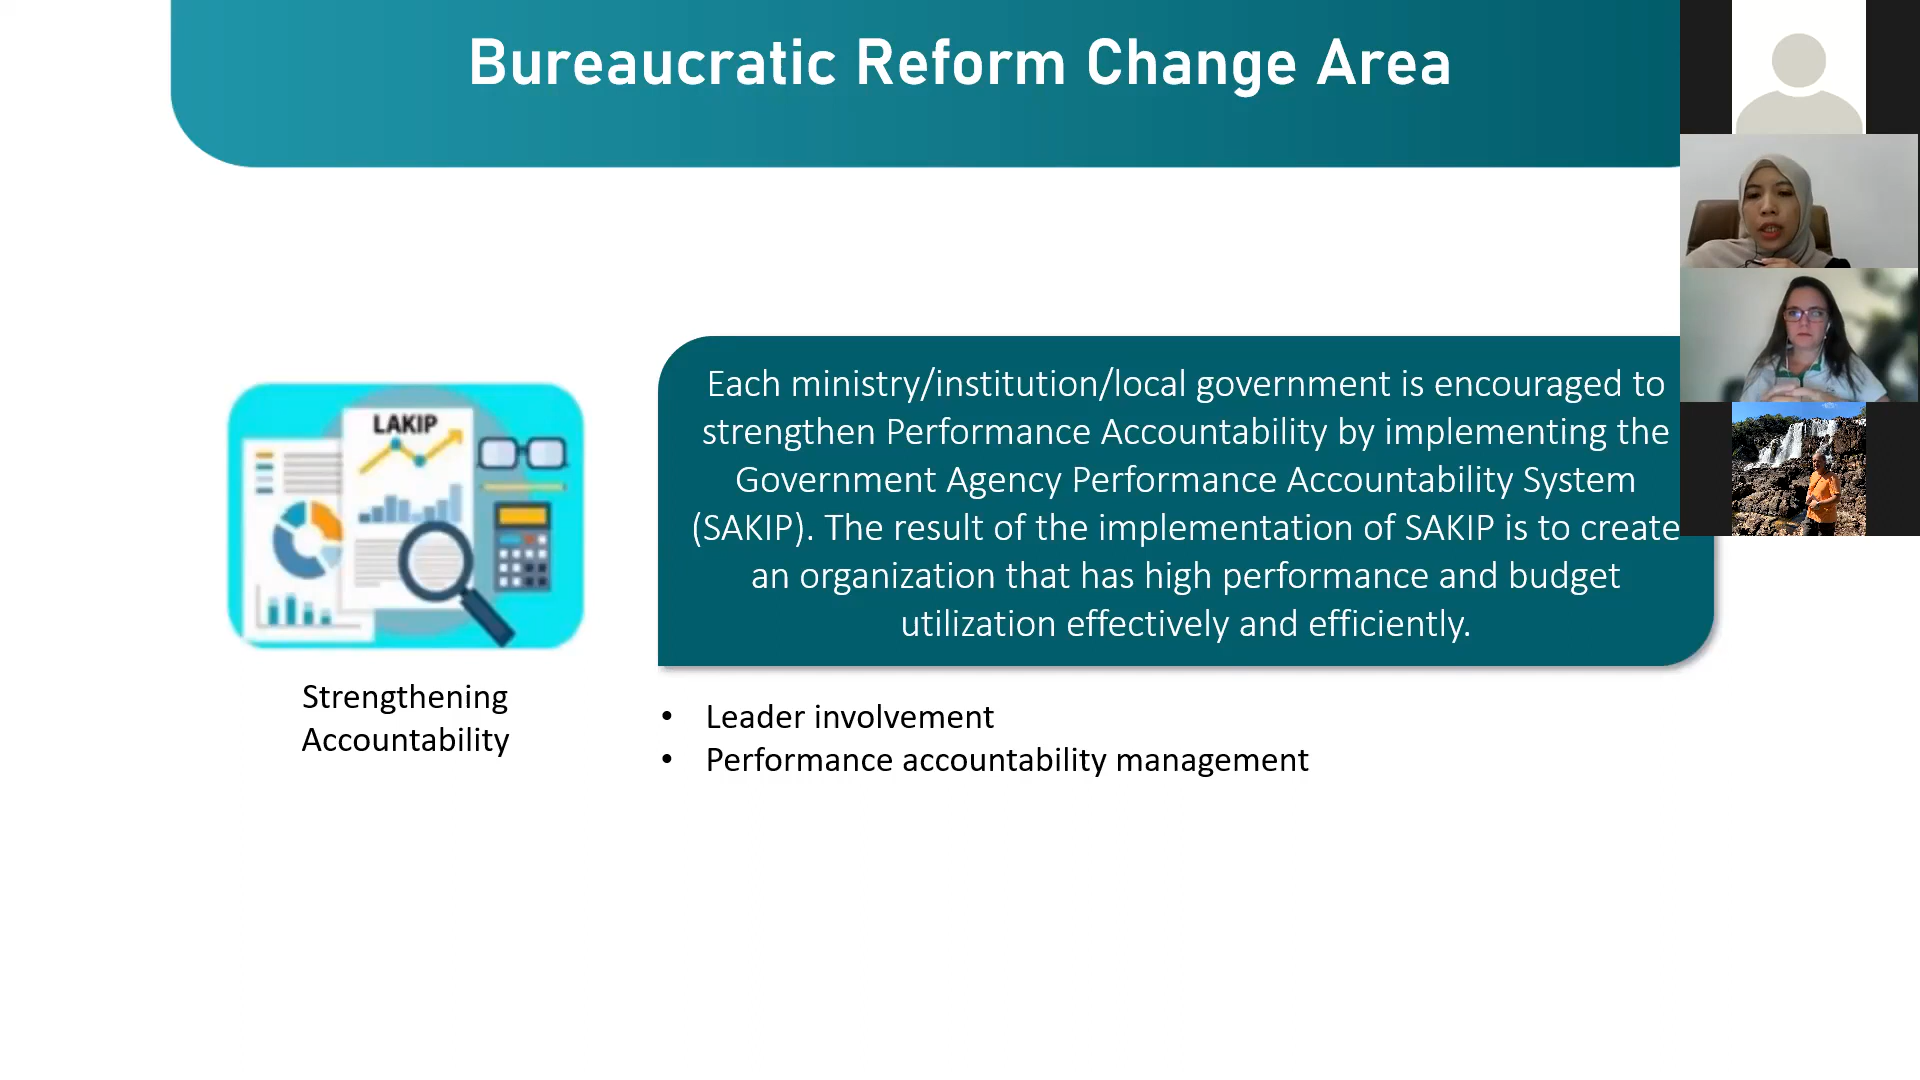 Bureaucratic Reform Change Area
LAKIP
Strengthening
Accountability
Each ministry/institution/local government is encouraged to
strengthen Performance Accountability by implementing the
Government Agency Performance Accountability System
(SAKIP). The result of the implementation of SAKIP is to create
an organization that has high performance and budget
utilization effectively and efficiently.
• Leader involvement
• Performance accountability management